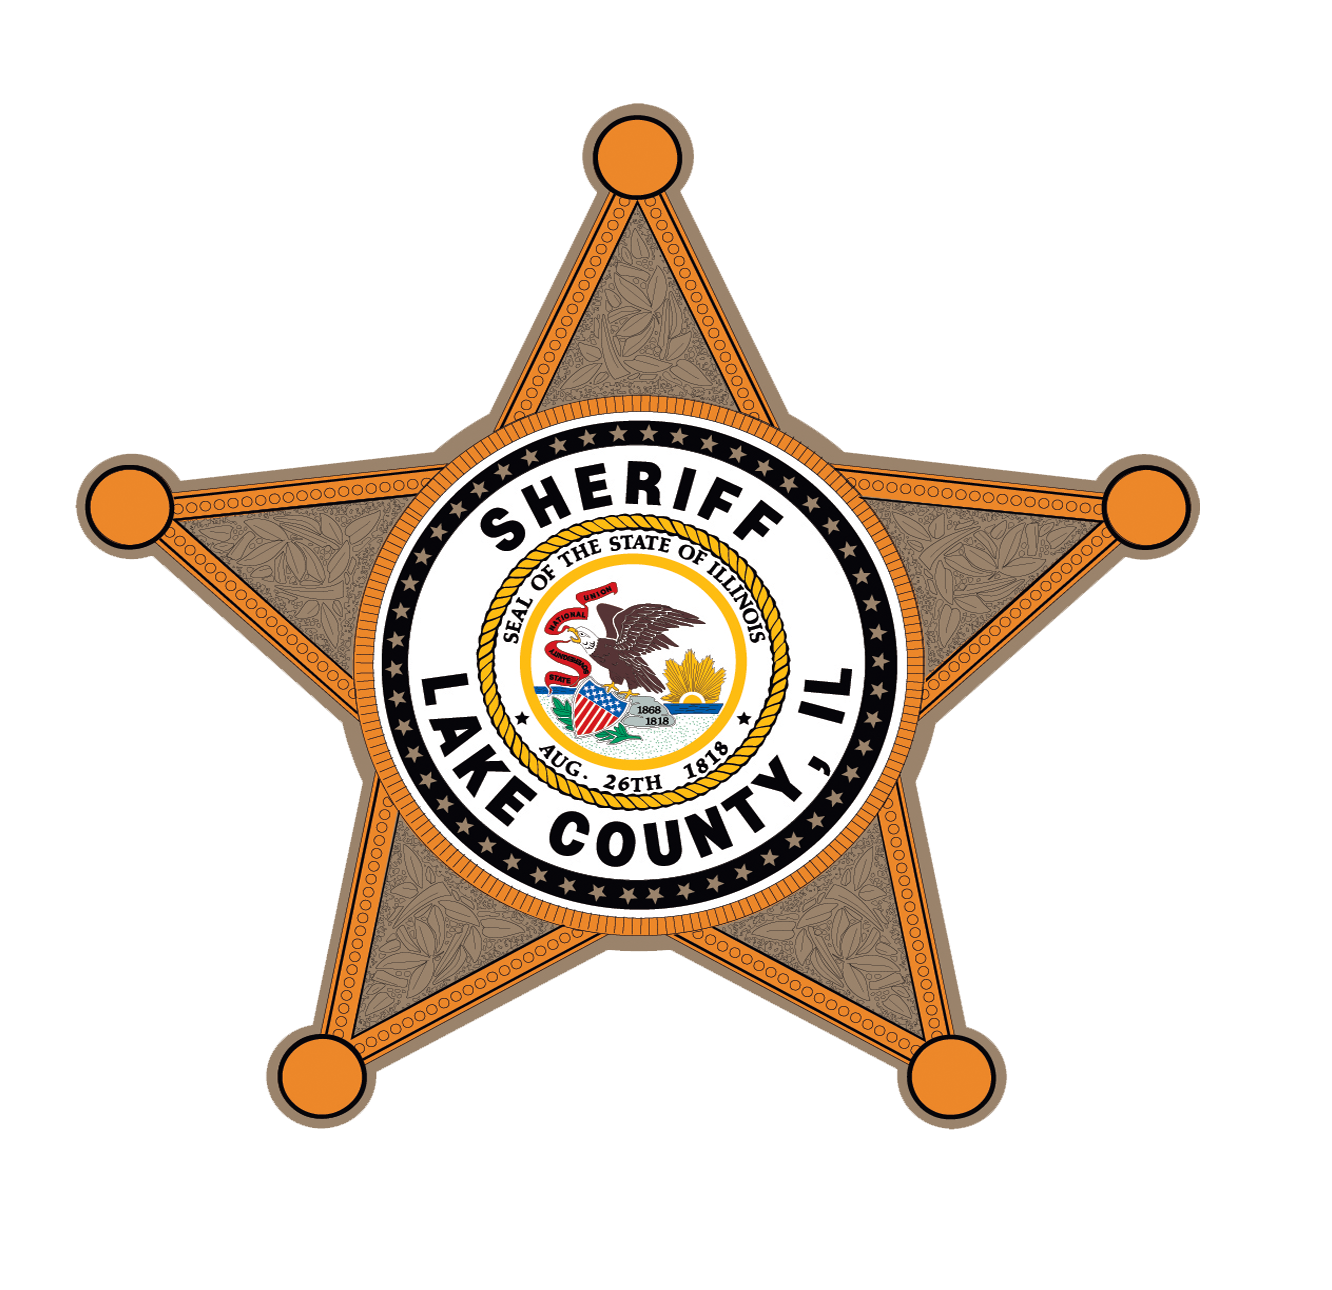 SHERIFF
SEAL OF THE STATE OF ILLINOIS
UNION
NATIONAL
SOVEREIGNTY
STATE
1868
1818
AUG. 26TH 1818
LAKE COUNTY, IL